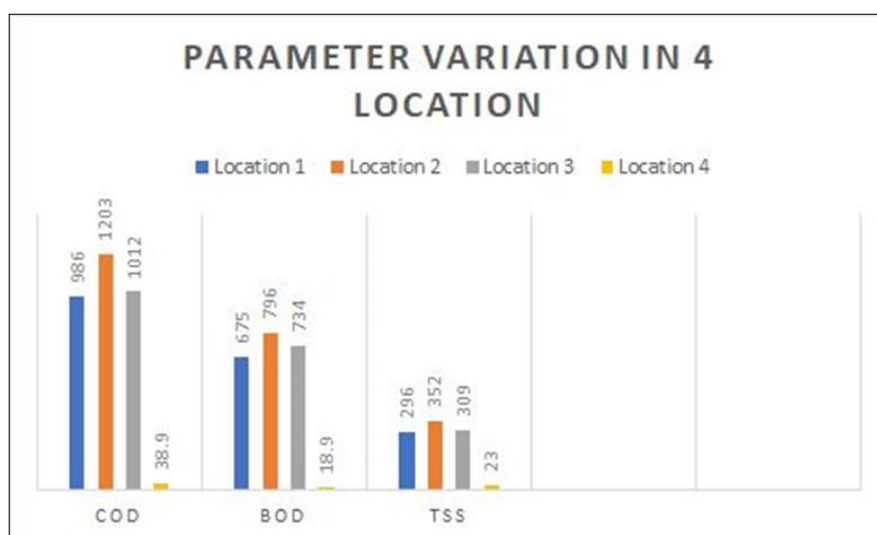 PARAMETER VARIATION IN 4
LOCATION
Location 1 Location 2 Location 3 Location 4
986 1203 1012 38.9
675 796 734 18.9
296 352 309 23
COD BOD TSS